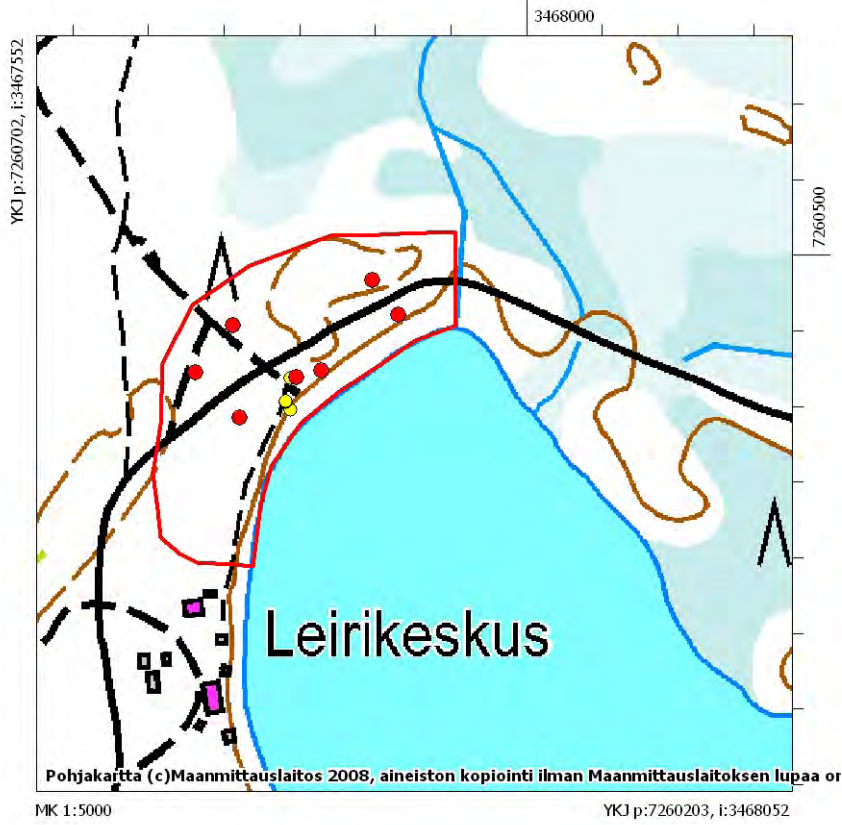 3468000
YKJ p:7260702, i:3467552
7260500
Leirikeskus
Pohjakartta (c)Maanmittauslaitos 2008, aineiston kopiointi ilman Maanmittauslaitoksen lupaa on
MK 1:5000
YKJ p:7260203, i:3468052